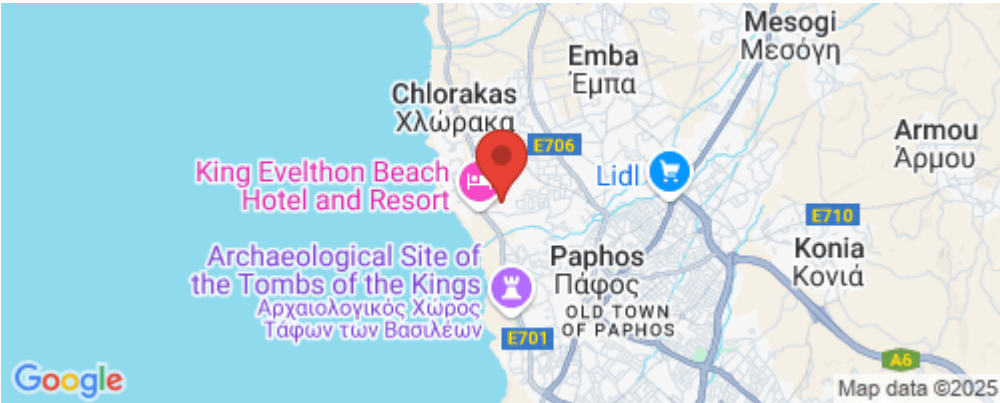 Mesogi
Μεσόγη
Emba
Έμπα
Chlorakas
Χλώρακα
Armou
Άρμου
E706
King Evelthon Beach
Hotel and Resort
Lidl
E710
Archaeological Site of
the Tombs of the Kings
Αρχαιολογικός Χώρος
Τάφων των Βασιλέων
Paphos
Πάφος
OLD TOWN
OF PAPHOS
Konia
Κονιά
E701
A6
Google
Map data ©2025